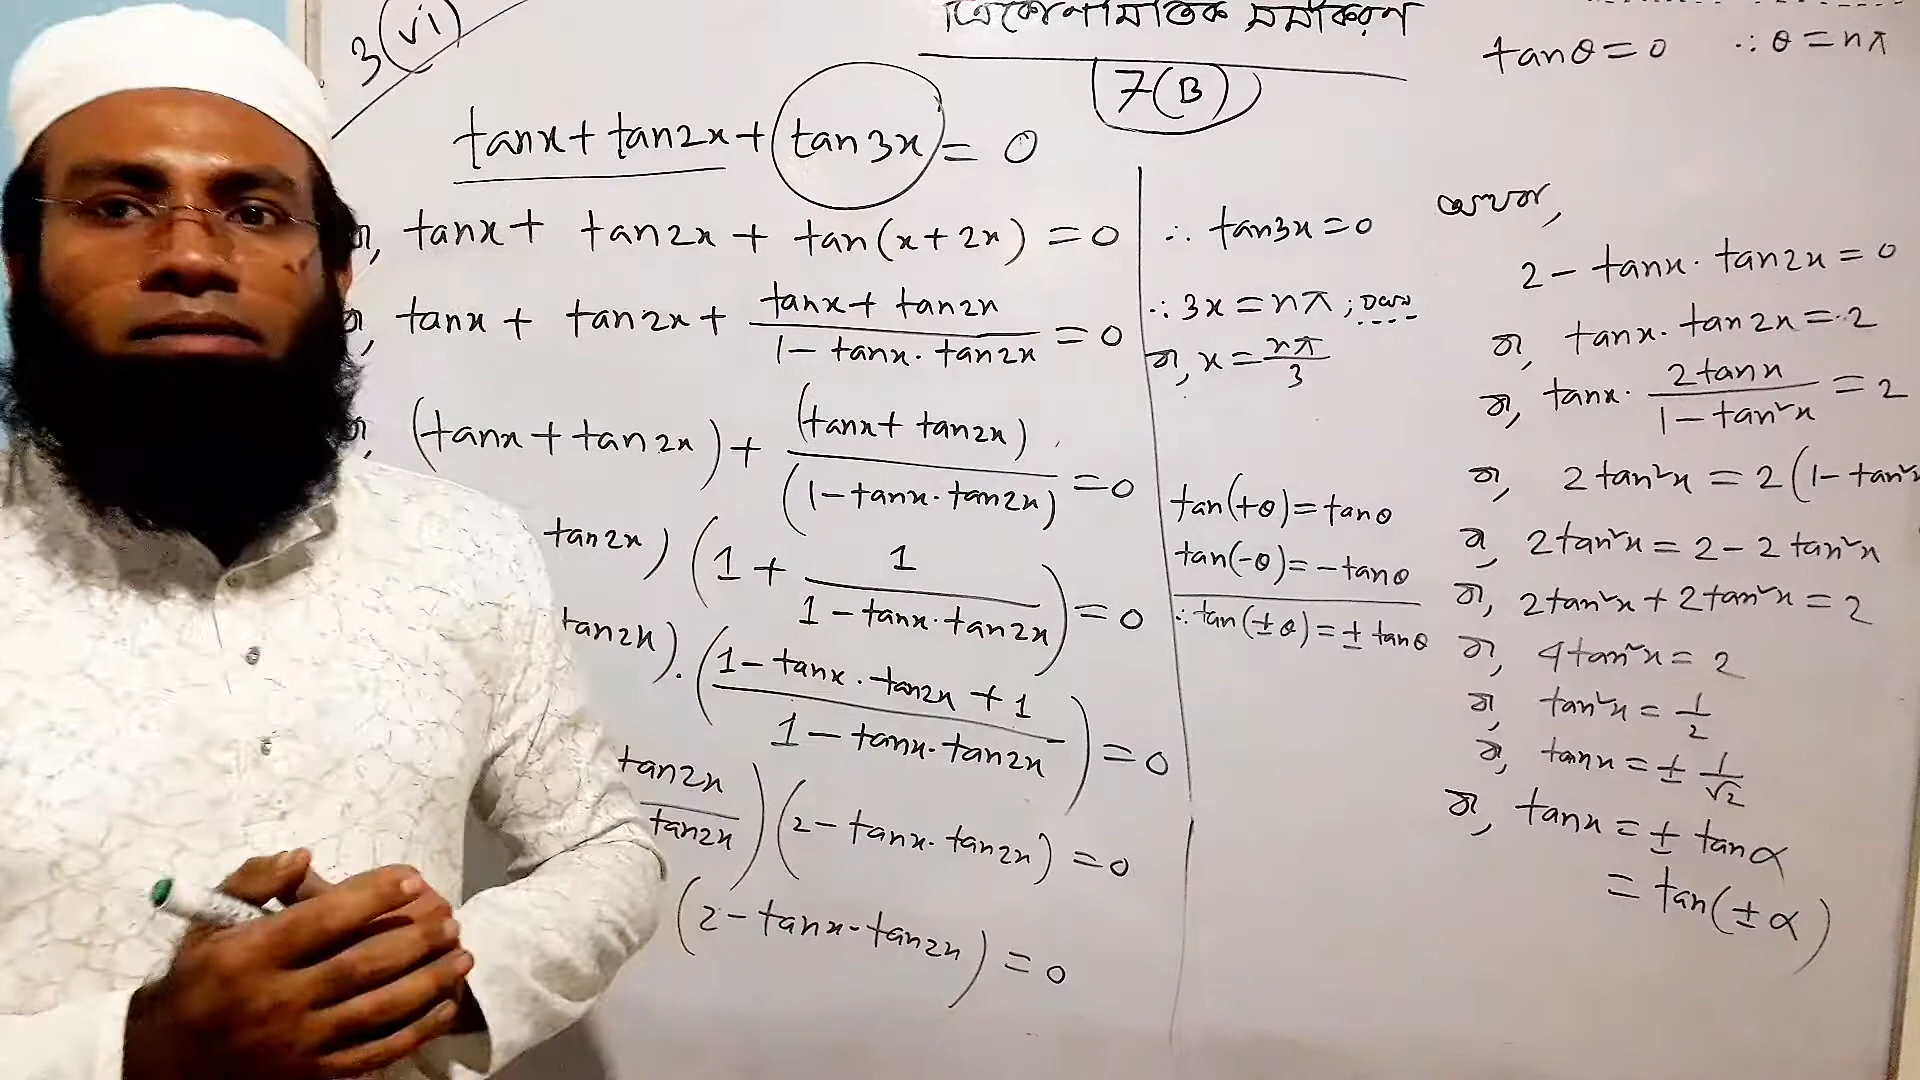 3(vi)
ত্রিকোণমিতিক সমীকরণ
7(B)
tanθ = 0 ∴ θ = nπ
tanx + tan2x + tan3x = 0
বা, tanx + tan2x + tan(x + 2x) = 0
বা, tanx + tan2x + (tanx + tan2x)/(1 - tanx. tan2x) = 0
বা, (tanx + tan2x) + (tanx + tan2x)/(1 - tanx. tan2x) = 0
tan2x) (1 + 1/(1 - tanx. tan2x)) = 0
tan2x). ((1 - tanx. tan2x + 1)/(1 - tanx. tan2x)) = 0
tan2x/tan2x) (2 - tanx. tan2x) = 0
(2 - tanx. tan2x) = 0
∴ tan3x = 0
∴ 3x = nπ ;
বা, x = nπ/3
tan(+θ) = tanθ
tan(-θ) = - tanθ
∴ tan(± θ) = ± tanθ
অথবা,
2 - tanx. tan2x = 0
বা, tanx. tan2x = 2
বা, tanx. 2tanx/(1 - tan²x) = 2
বা, 2tan²x = 2(1 - tan²x
বা, 2tan²x = 2 - 2tan²x
বা, 2tan²x + 2tan²x = 2
বা, 4tan²x = 2
বা, tan²x = 1/2
বা, tanx = ± 1/√2
বা, tanx = ± tanα
= tan(± α)